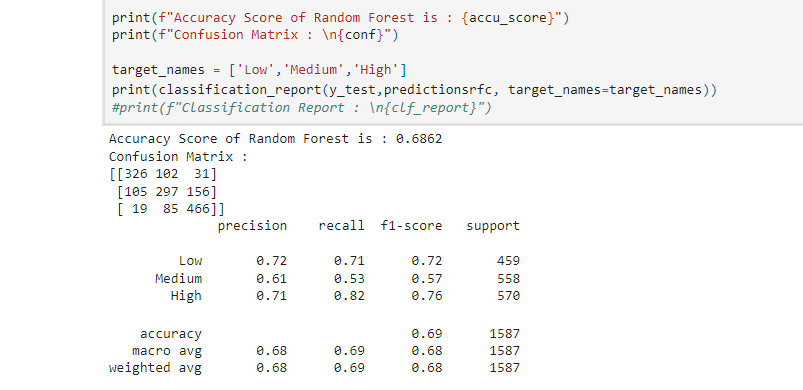 print(f"Accuracy Score of Random Forest is : {accu_score}")
print(f"Confusion Matrix : \n{conf}")
target_names = ['Low','Medium','High']
print(classification_report(y_test,predictionsrfc, target_names=target_names))
#print(f"Classification Report : \n{clf_report}")
Accuracy Score of Random Forest is : 0.6862
Confusion Matrix :
[[326 102  31]
 [105 297 156]
 [ 19  85 466]]
              precision    recall  f1-score   support
         Low       0.72      0.71      0.72       459
      Medium       0.61      0.53      0.57       558
        High       0.71      0.82      0.76       570
    accuracy                           0.69      1587
   macro avg       0.68      0.69      0.68      1587
weighted avg       0.68      0.69      0.68      1587